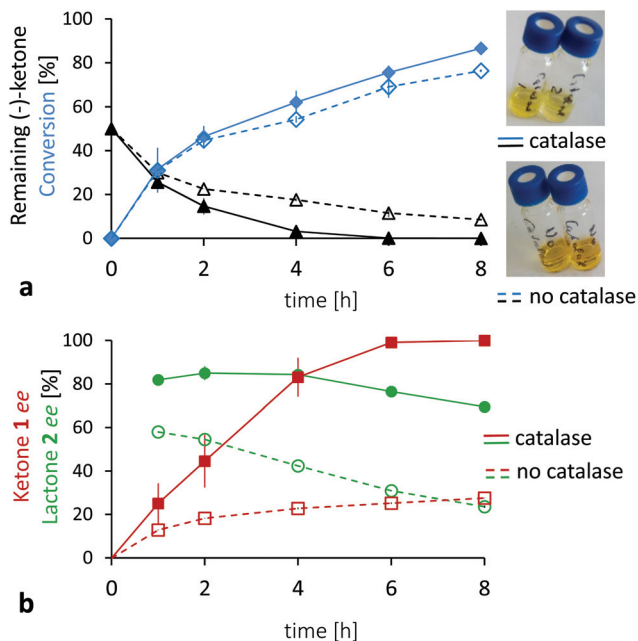 100
80
60
40
20
0
Remaining (-)-ketone
Conversion [%]
0 2 4 6 8
time [h]
a
catalase
no catalase
100
80
60
40
20
0
Ketone 1 ee
Lactone 2 ee [%]
0 2 4 6 8
time [h]
b
catalase
no catalase